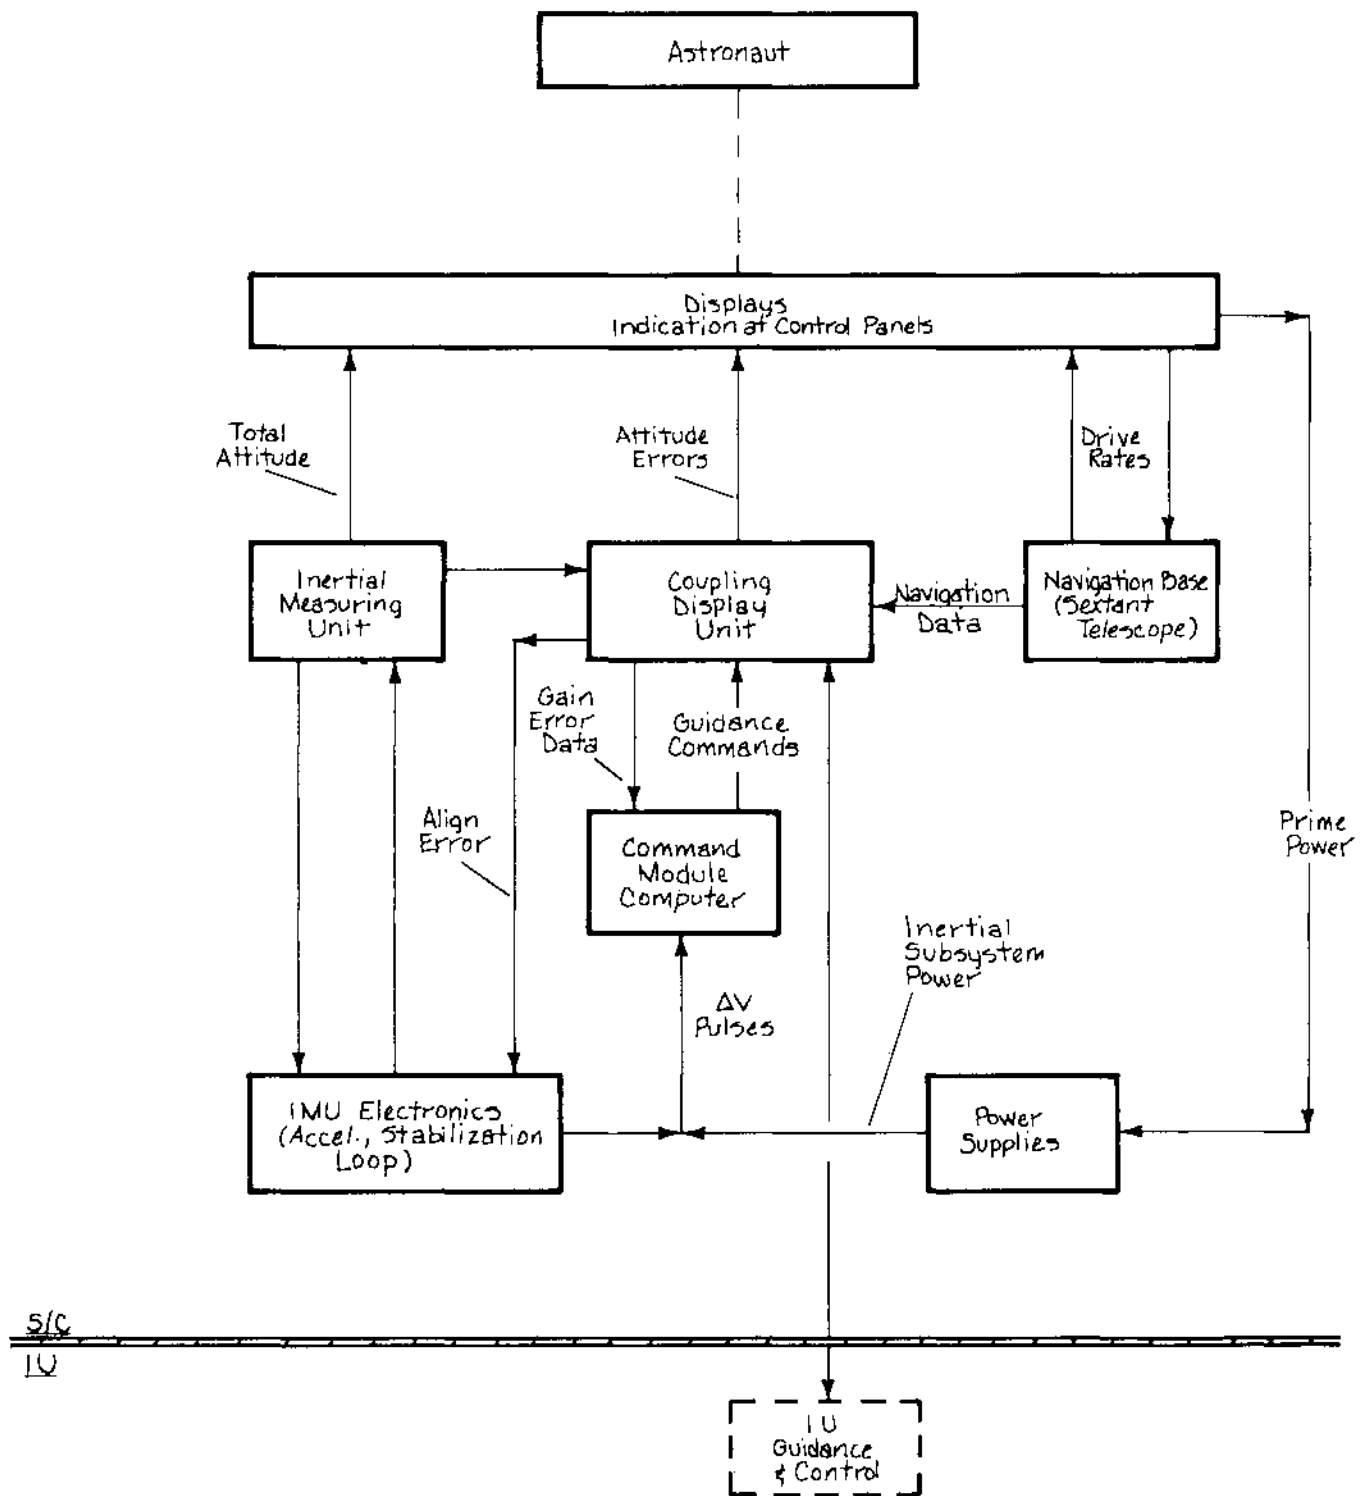 Astronaut
Displays
Indication at Control Panels
Total
Attitude
Attitude
Errors
Drive
Rates
Inertial
Measuring
Unit
Coupling
Display
Unit
Navigation
Data
Navigation Base
(Sextant
Telescope)
Gain
Error
Data
Guidance
Commands
Align
Error
Command
Module
Computer
Prime
Power
Inertial
Subsystem
Power
ΔV
Pulses
IMU Electronics
(Accel., Stabilization
Loop)
Power
Supplies
S/C
IU
IU
Guidance
& Control